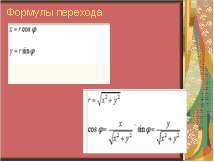 Формулы перехода
x = r cos φ
y = r sin φ
r = √(x² + y²)
cos φ = x / √(x² + y²) sin φ = y / √(x² + y²)